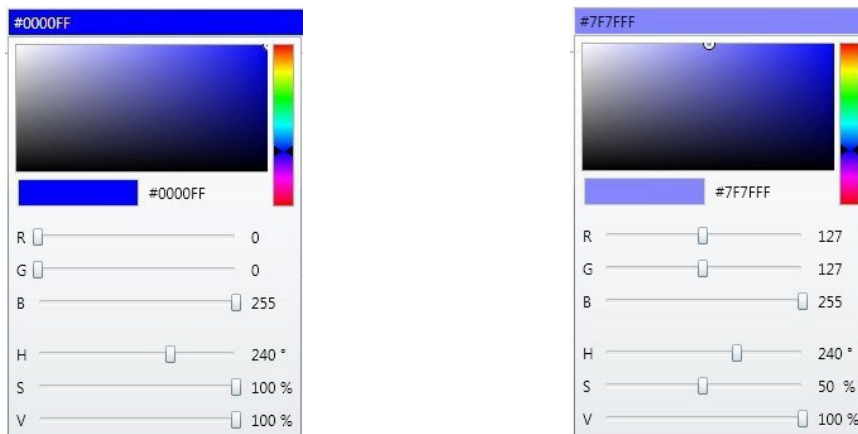 #0000FF
#0000FF
R 0
G 0
B 255
H 240 °
S 100 %
V 100 %
#7F7FFF
#7F7FFF
R 127
G 127
B 255
H 240 °
S 50 %
V 100 %